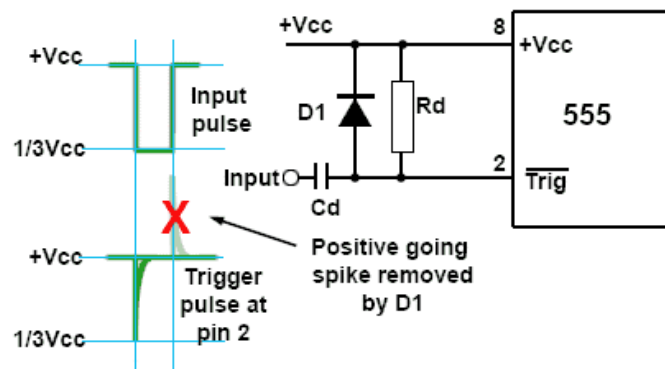 +Vcc
Input
pulse
1/3Vcc
+Vcc
Trigger
pulse at
pin 2
1/3Vcc
Positive going
spike removed
by D1
X
+Vcc
8
+Vcc
D1
Rd
555
Input
Cd
2
Trig